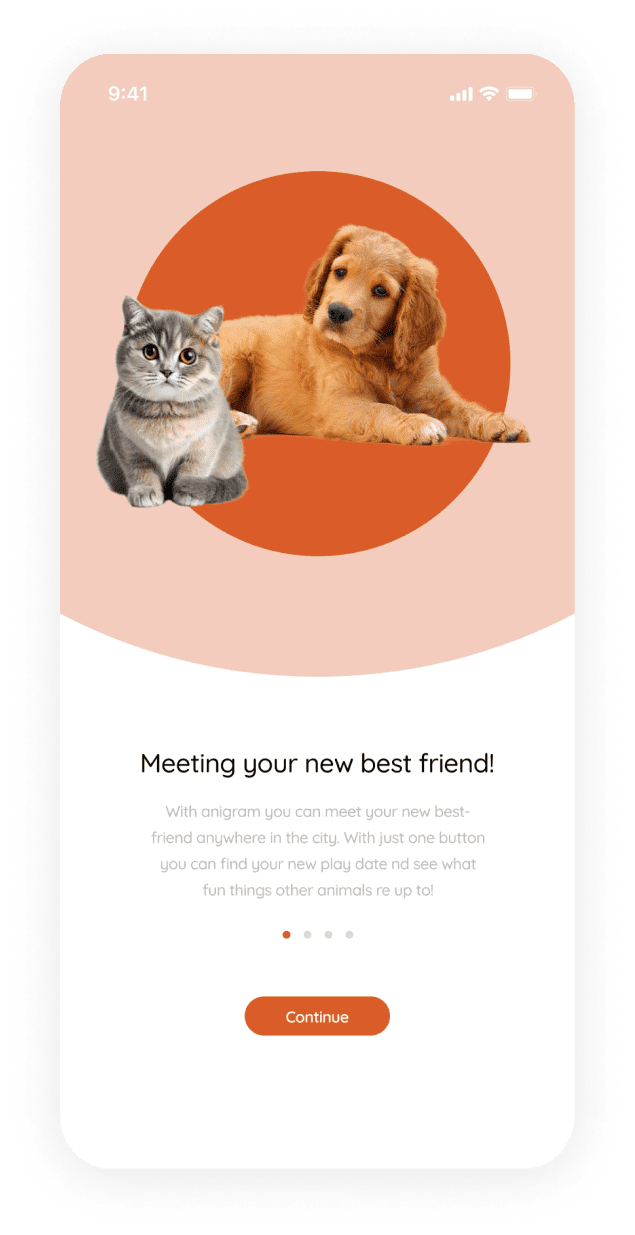 9:41
Meeting your new best friend!
With anigram you can meet your new best-
friend anywhere in the city. With just one button
you can find your new play date nd see what
fun things other animals re up to!
Continue